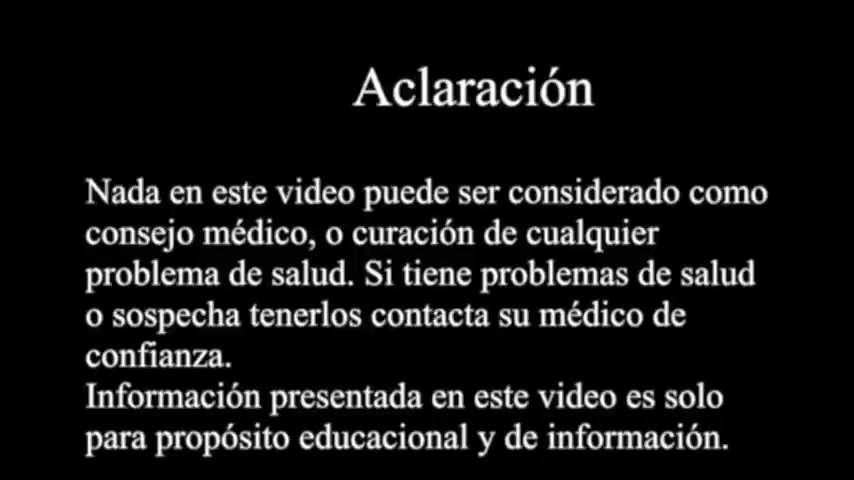 Aclaración
Nada en este video puede ser considerado como
consejo médico, o curación de cualquier
problema de salud. Si tiene problemas de salud
o sospecha tenerlos contacta su médico de
confianza.
Información presentada en este video es solo
para propósito educacional y de información.